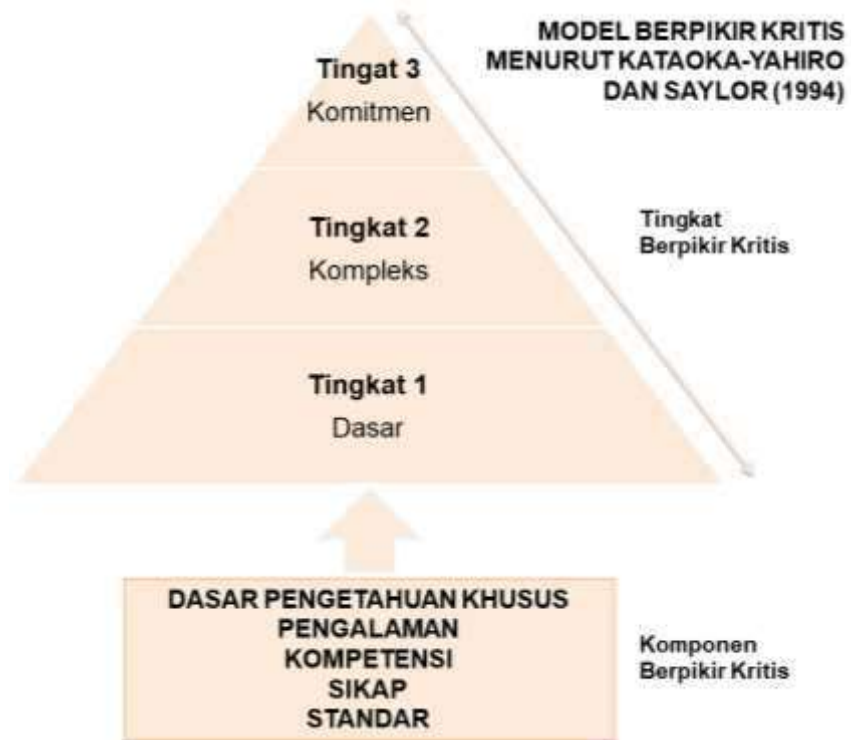 MODEL BERPIKIR KRITIS
MENURUT KATAOKA-YAHIRO
DAN SAYLOR (1994)
Tingat 3
Komitmen
Tingkat 2
Kompleks
Tingkat
Berpikir Kritis
Tingkat 1
Dasar
DASAR PENGETAHUAN KHUSUS
PENGALAMAN
KOMPETENSI
SIKAP
STANDAR
Komponen
Berpikir Kritis